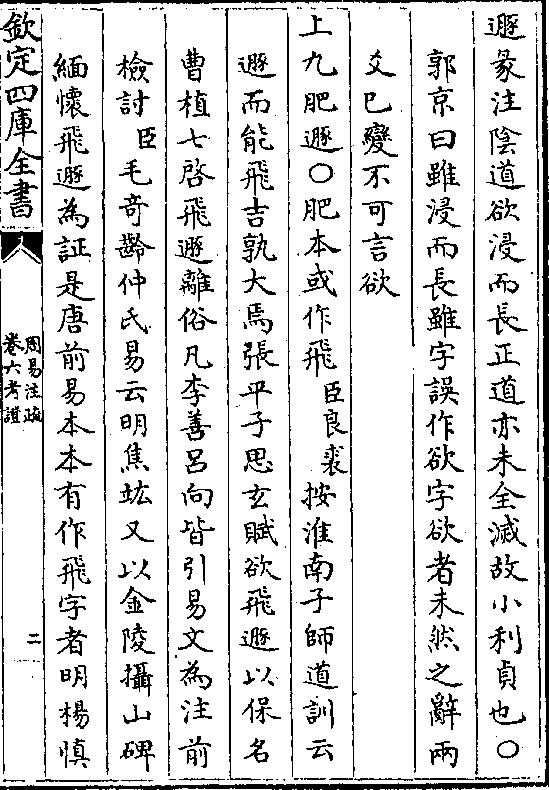 遯彖注陰道欲浸而長正道亦未全滅故小利貞也〇
郭京曰雖浸而長雖字誤作欲字欲者未然之辭兩
爻已變不可言欲
上九肥遯〇肥本或作飛臣良裘按淮南子師道訓云
遯而能飛吉孰大焉張平子思玄賦欲飛遯以保名
曹植七啓飛遯離俗凡李善呂向皆引易文為注前
檢討臣毛奇齡仲氏易云明焦竑又以金陵攝山碑
緬懷飛遯為証是唐前易本本有作飛字者明楊慎
欽定四庫全書
周易注疏
卷六考證
二